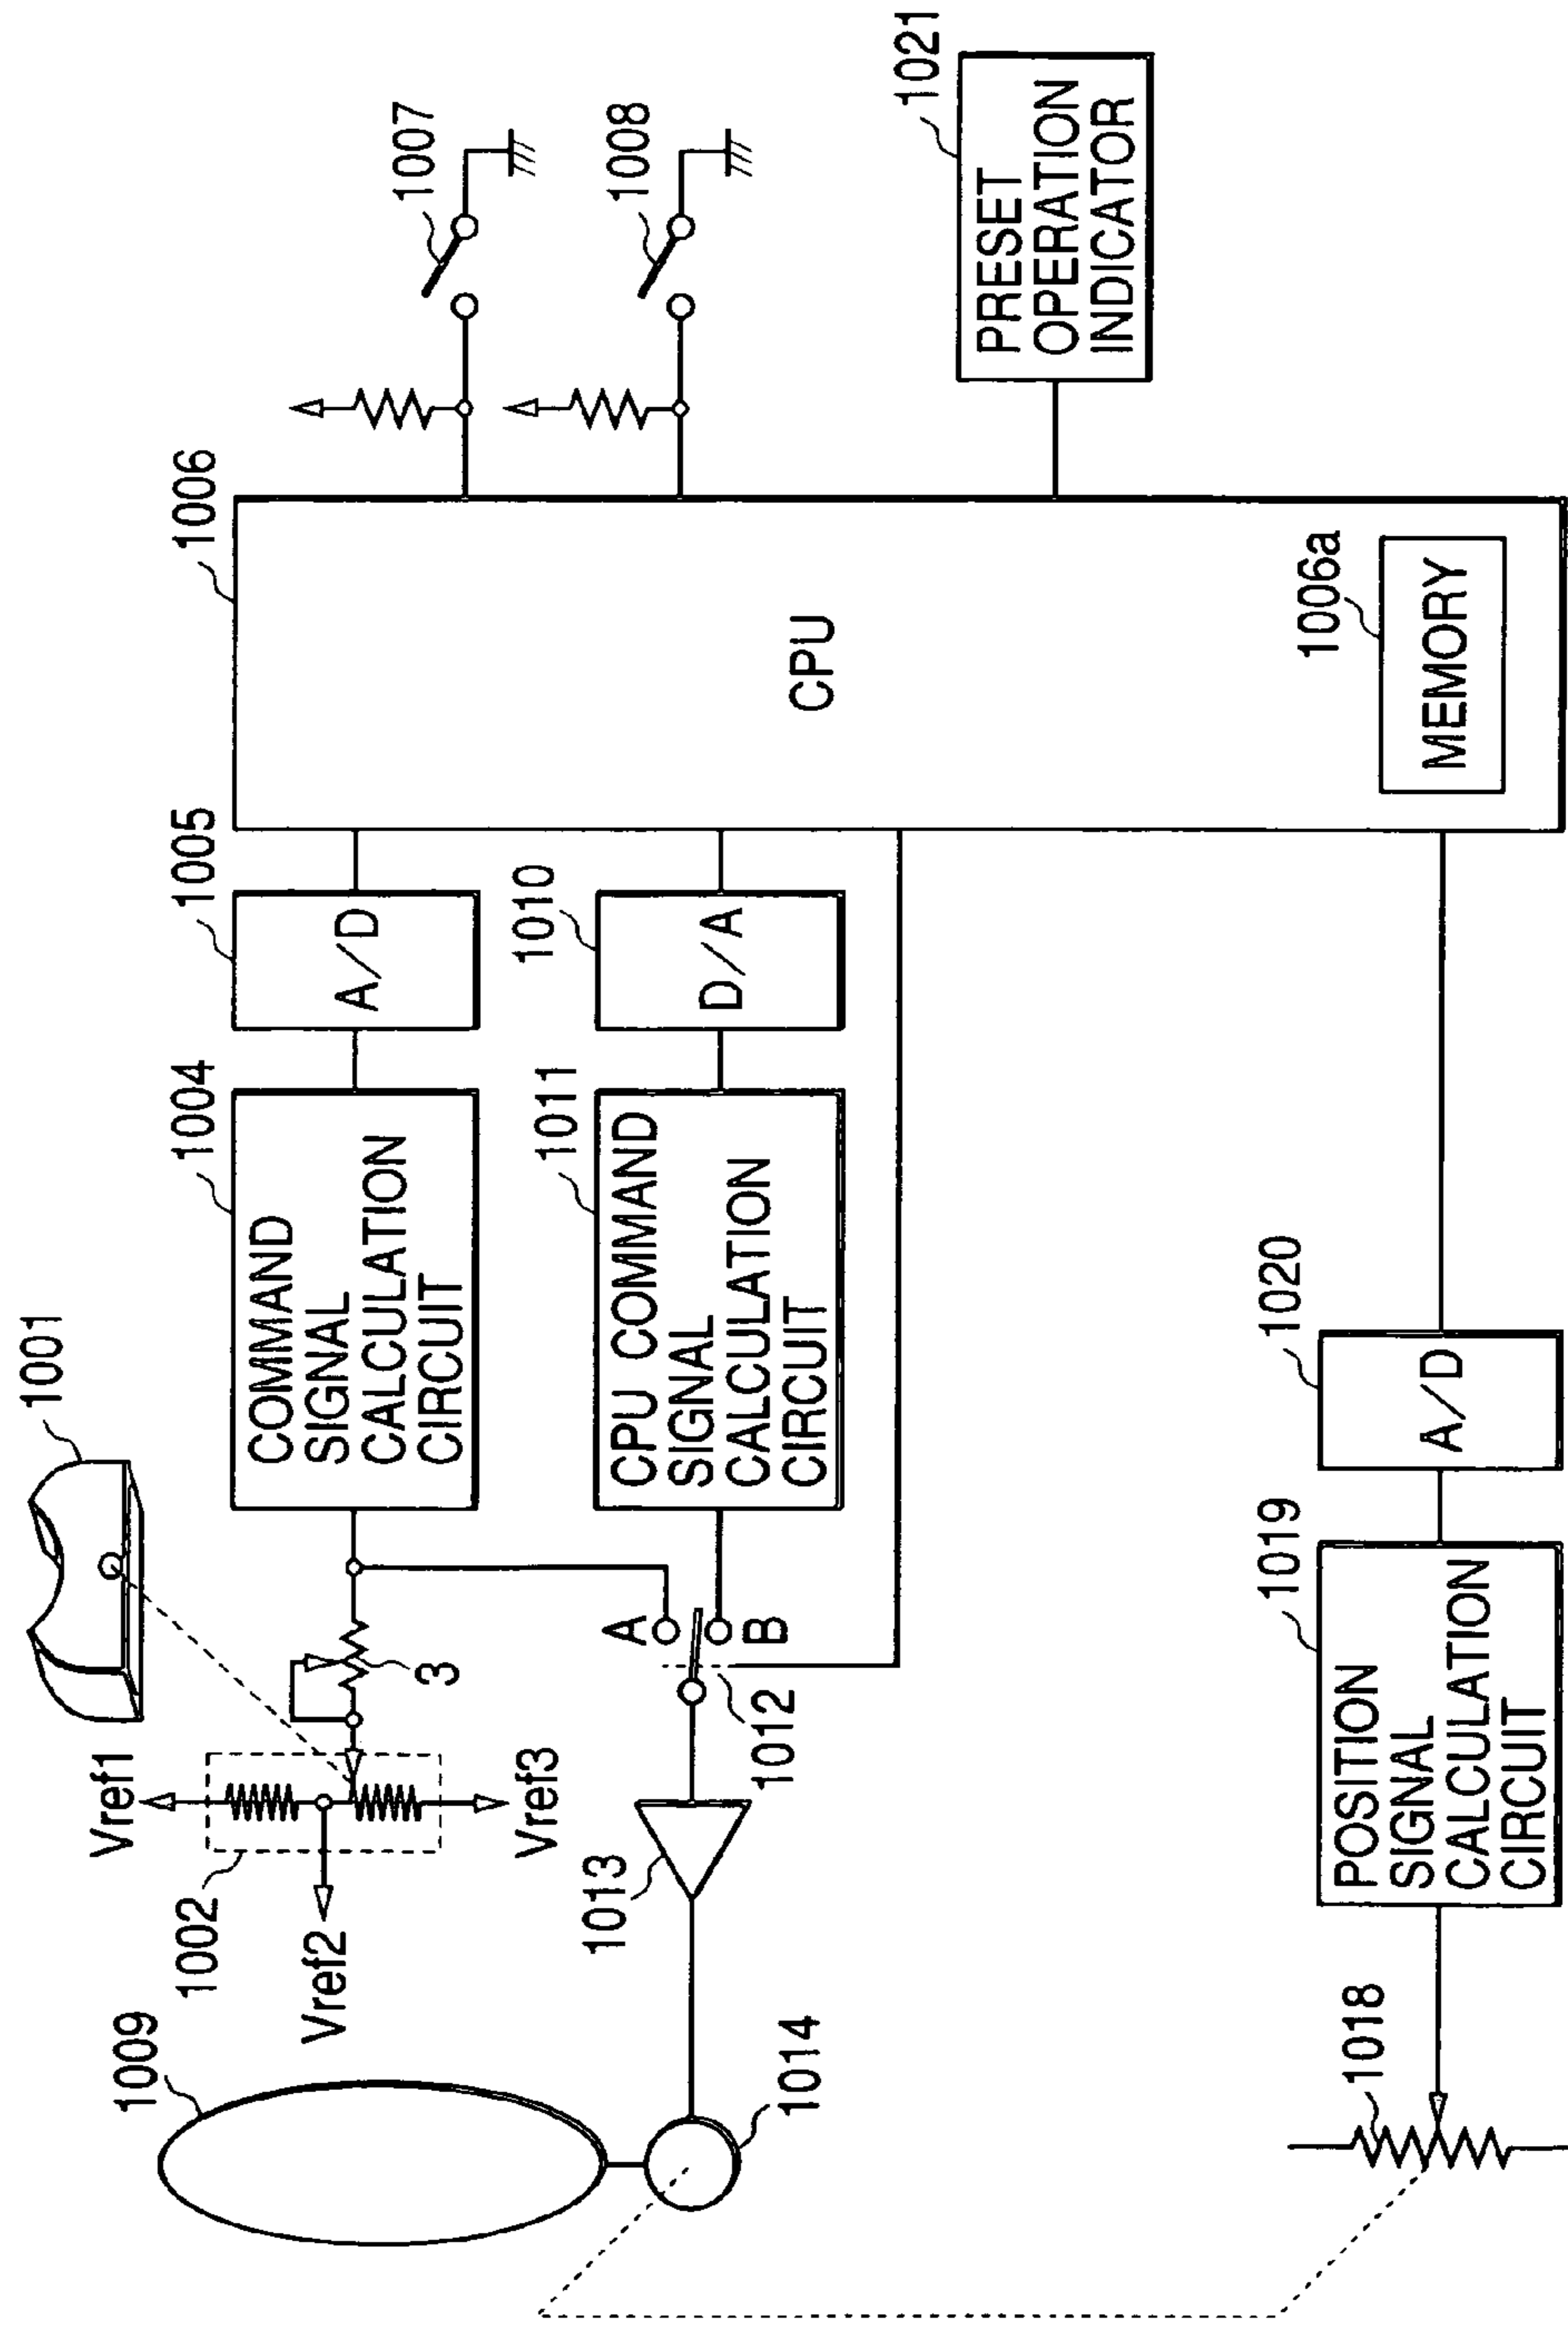 1001
Vref1
1002
Vref2
Vref3
3
1004
COMMAND
SIGNAL
CALCULATION
CIRCUIT
1005
A/D
1006
CPU
1006a
MEMORY
1007
1008
1009
1010
D/A
1011
CPU COMMAND
SIGNAL
CALCULATION
CIRCUIT
A
B
1012
1013
1014
1018
1019
POSITION
SIGNAL
CALCULATION
CIRCUIT
1020
A/D
1021
PRESET
OPERATION
INDICATOR